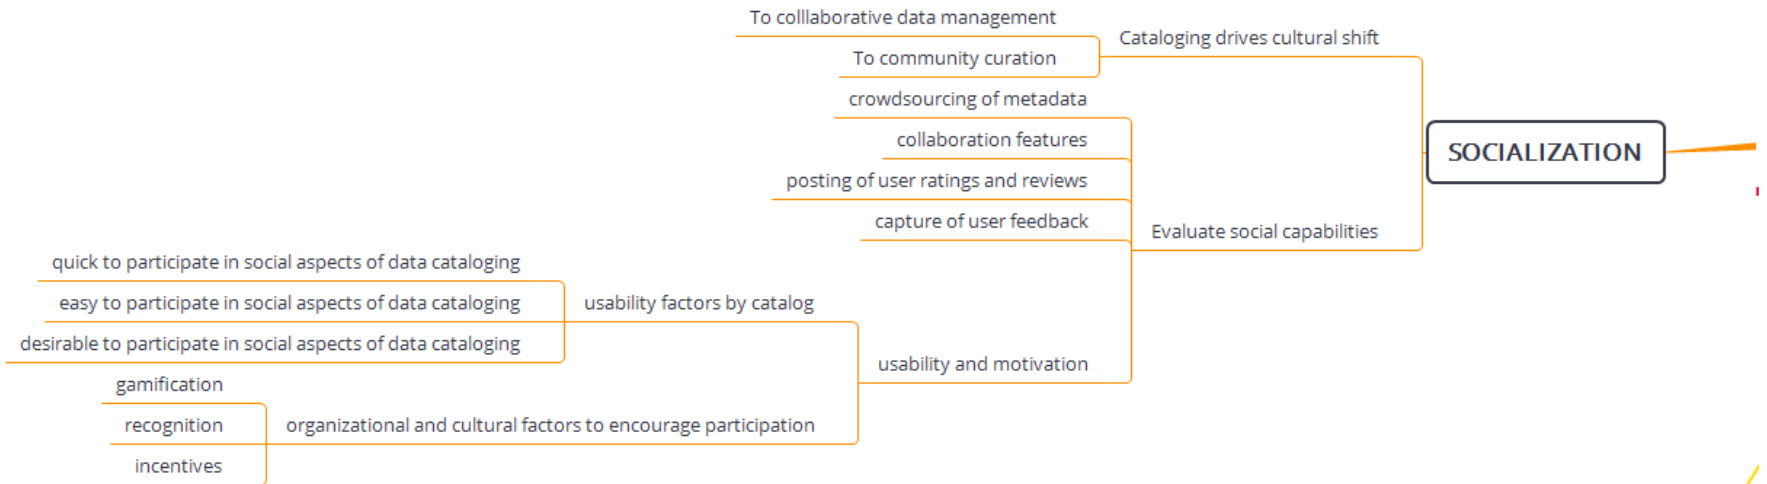 To colllaborative data management
Cataloging drives cultural shift
To community curation
crowdsourcing of metadata
collaboration features
SOCIALIZATION
posting of user ratings and reviews
capture of user feedback
Evaluate social capabilities
quick to participate in social aspects of data cataloging
easy to participate in social aspects of data cataloging
usability factors by catalog
desirable to participate in social aspects of data cataloging
usability and motivation
gamification
recognition
organizational and cultural factors to encourage participation
incentives